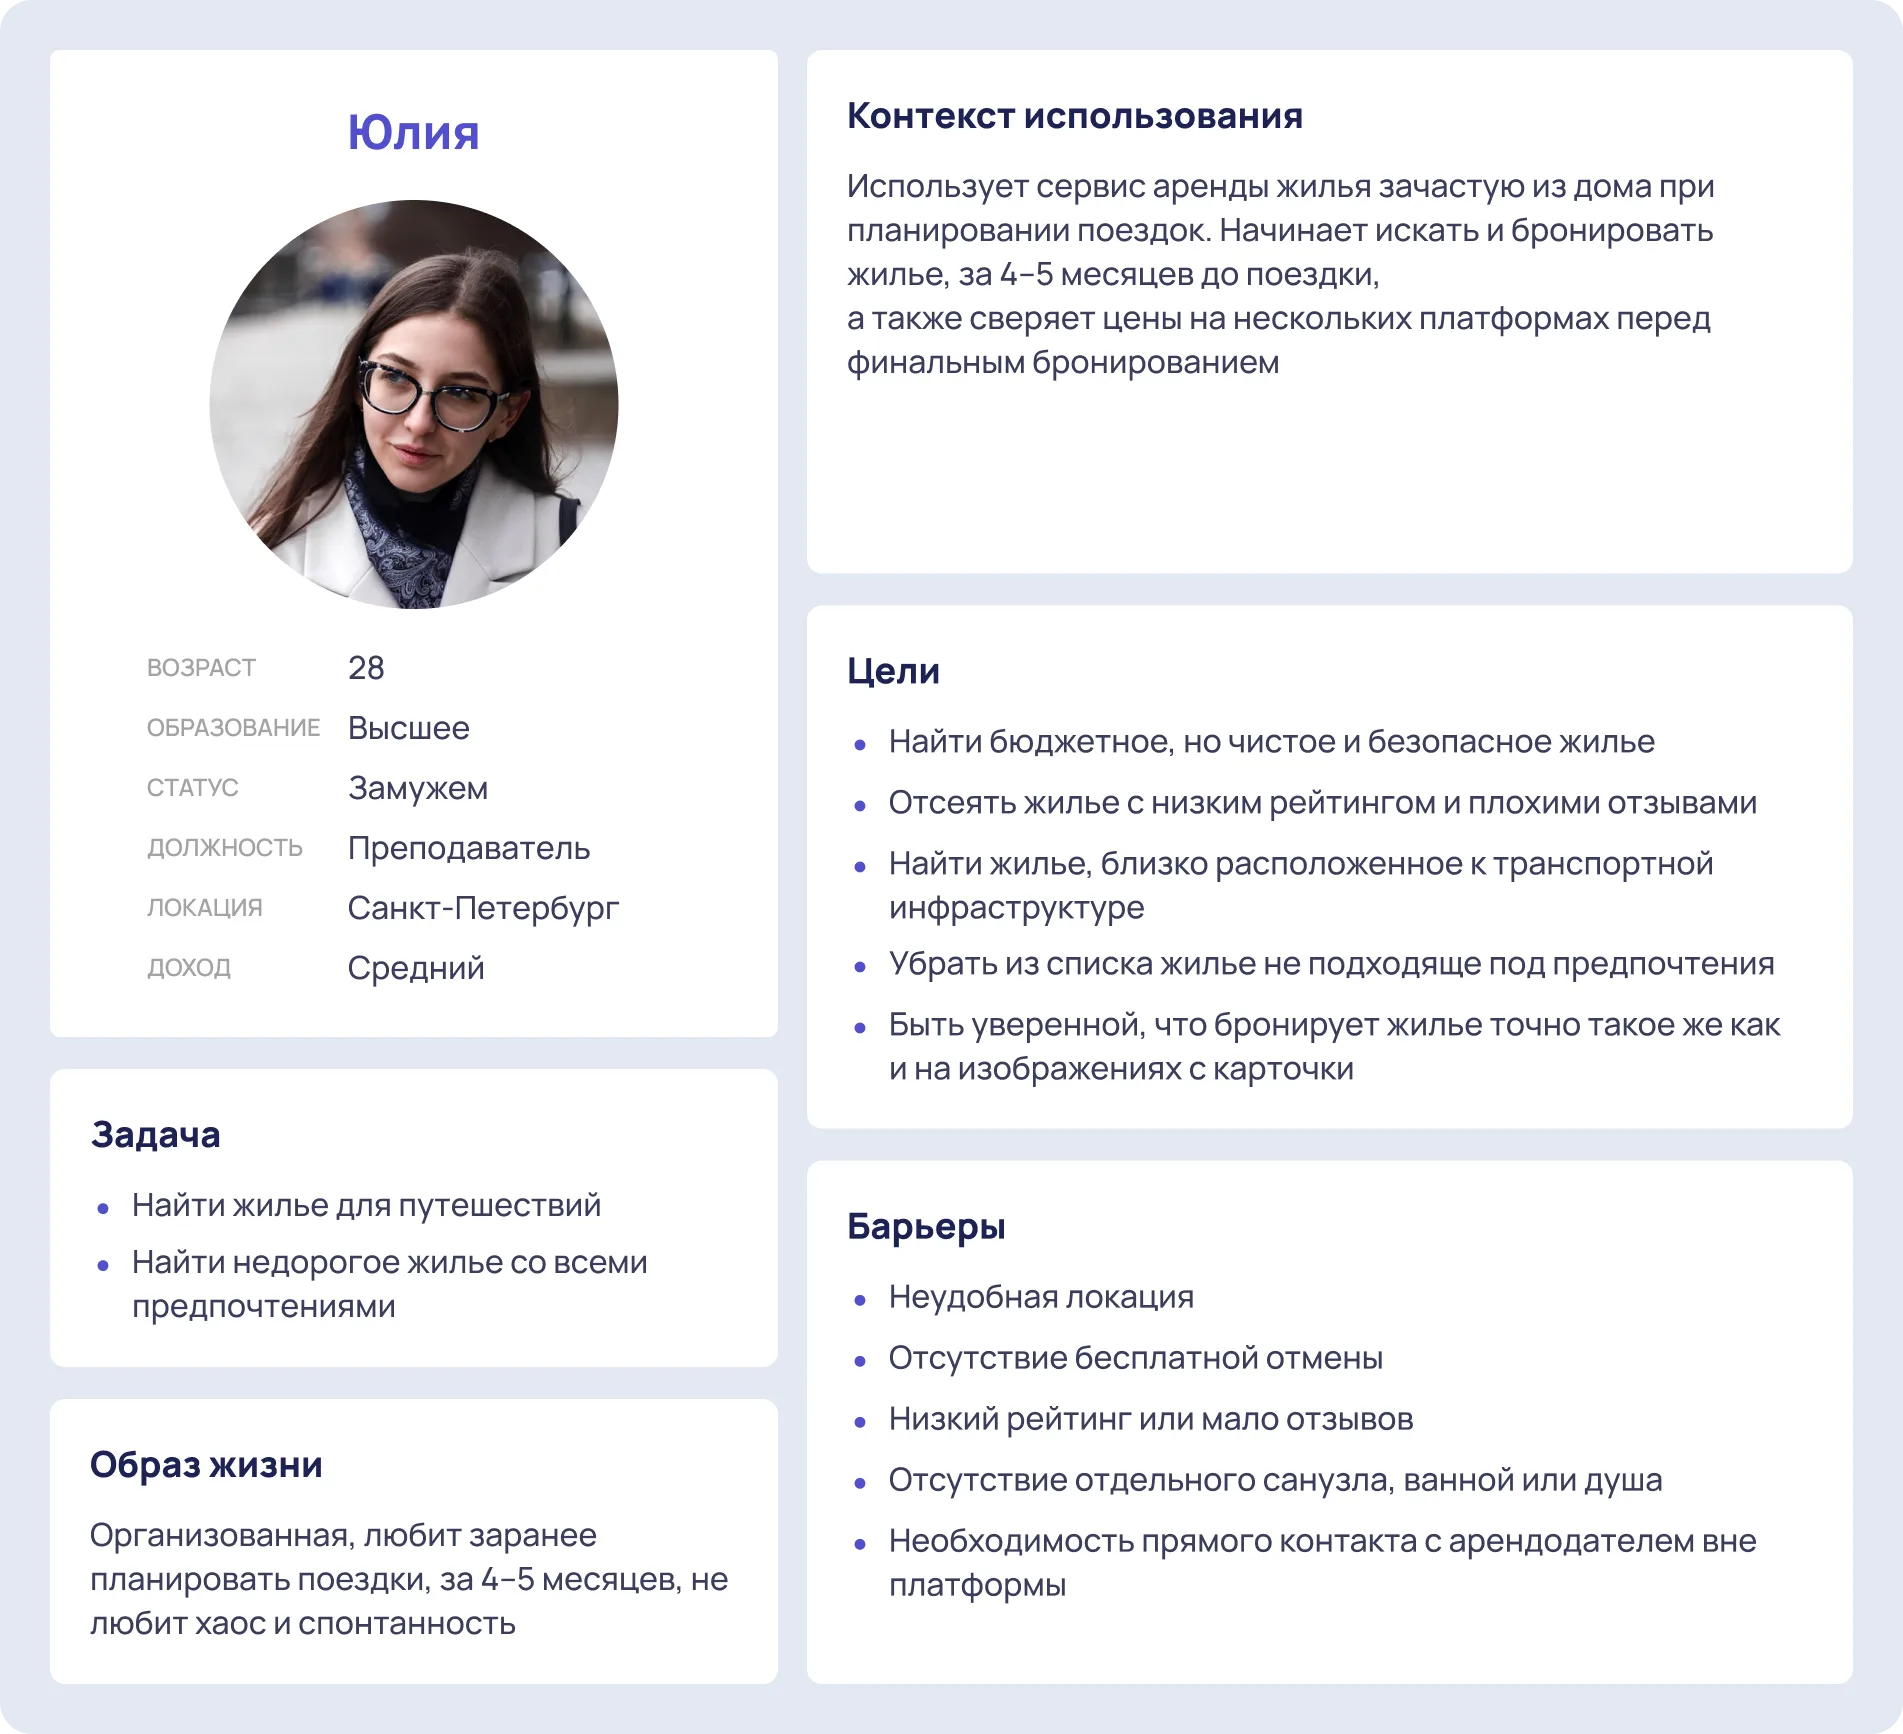 Юлия
ВОЗРАСТ 28
ОБРАЗОВАНИЕ Высшее
СТАТУС Замужем
ДОЛЖНОСТЬ Преподаватель
ЛОКАЦИЯ Санкт-Петербург
ДОХОД Средний
Задача
• Найти жилье для путешествий
• Найти недорогое жилье со всеми
предпочтениями
Образ жизни
Организованная, любит заранее
планировать поездки, за 4–5 месяцев, не
любит хаос и спонтанность
Контекст использования
Использует сервис аренды жилья зачастую из дома при
планировании поездок. Начинает искать и бронировать
жилье, за 4–5 месяцев до поездки,
а также сверяет цены на нескольких платформах перед
финальным бронированием
Цели
• Найти бюджетное, но чистое и безопасное жилье
• Отсеять жилье с низким рейтингом и плохими отзывами
• Найти жилье, близко расположенное к транспортной
инфраструктуре
• Убрать из списка жилье не подходяще под предпочтения
• Быть уверенной, что бронирует жилье точно такое же как
и на изображениях с карточки
Барьеры
• Неудобная локация
• Отсутствие бесплатной отмены
• Низкий рейтинг или мало отзывов
• Отсутствие отдельного санузла, ванной или душа
• Необходимость прямого контакта с арендодателем вне
платформы